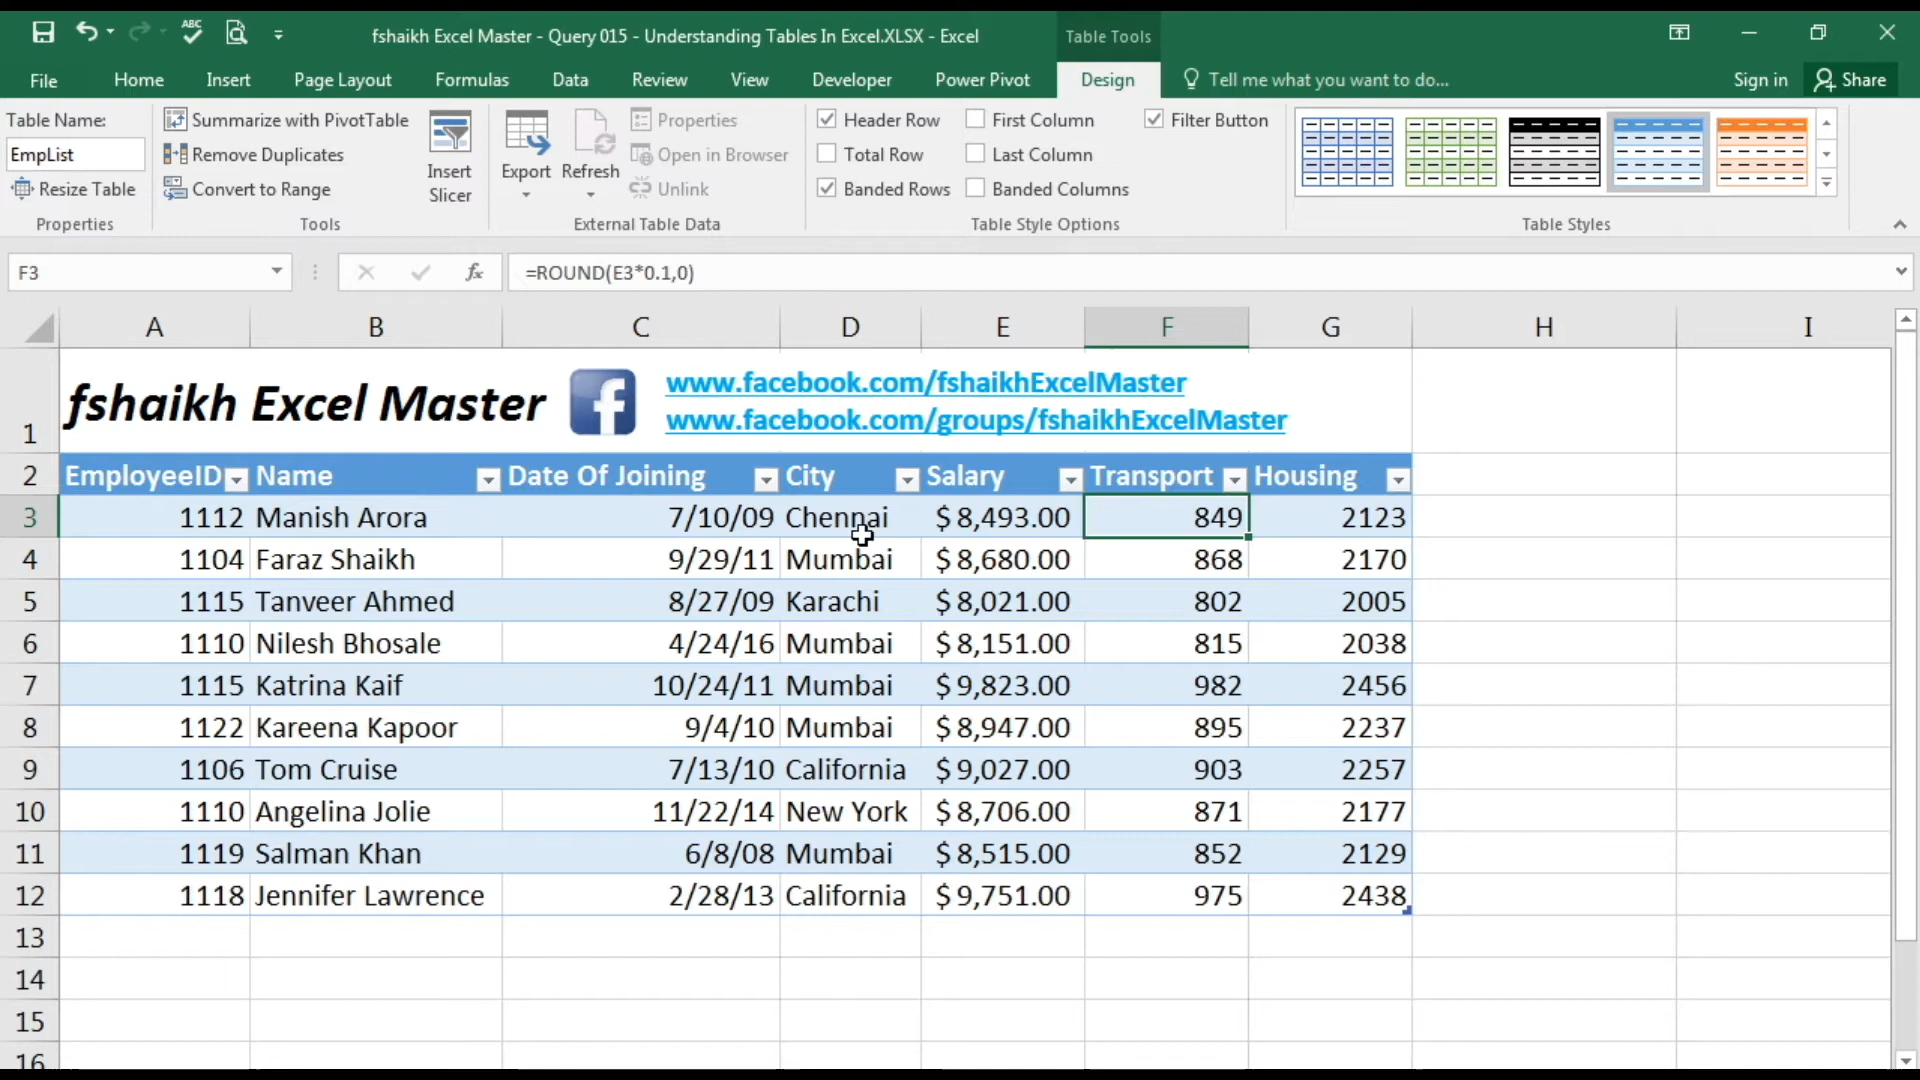 ABC
fshaikh Excel Master - Query 015 - Understanding Tables In Excel.XLSX - Excel
Table Tools
File Home Insert Page Layout Formulas Data Review View Developer Power Pivot Design Tell me what you want to do... Sign in Share
Table Name:
EmpList
Resize Table
Properties
Summarize with PivotTable
Remove Duplicates
Convert to Range
Tools
Insert
Slicer
Export
Refresh
Properties
Open in Browser
Unlink
External Table Data
Header Row
Total Row
Banded Rows
First Column
Last Column
Banded Columns
Filter Button
Table Style Options
Table Styles
F3 fx =ROUND(E3*0.1,0)
A B C D E F G H I
fshaikh Excel Master
f
www.facebook.com/fshaikhExcelMaster
www.facebook.com/groups/fshaikhExcelMaster
1
2 EmployeeID Name Date Of Joining City Salary Transport Housing
3 1112 Manish Arora 7/10/09 Chennai $ 8,493.00 849 2123
4 1104 Faraz Shaikh 9/29/11 Mumbai $ 8,680.00 868 2170
5 1115 Tanveer Ahmed 8/27/09 Karachi $ 8,021.00 802 2005
6 1110 Nilesh Bhosale 4/24/16 Mumbai $ 8,151.00 815 2038
7 1115 Katrina Kaif 10/24/11 Mumbai $ 9,823.00 982 2456
8 1122 Kareena Kapoor 9/4/10 Mumbai $ 8,947.00 895 2237
9 1106 Tom Cruise 7/13/10 California $ 9,027.00 903 2257
10 1110 Angelina Jolie 11/22/14 New York $ 8,706.00 871 2177
11 1119 Salman Khan 6/8/08 Mumbai $ 8,515.00 852 2129
12 1118 Jennifer Lawrence 2/28/13 California $ 9,751.00 975 2438
13
14
15
16